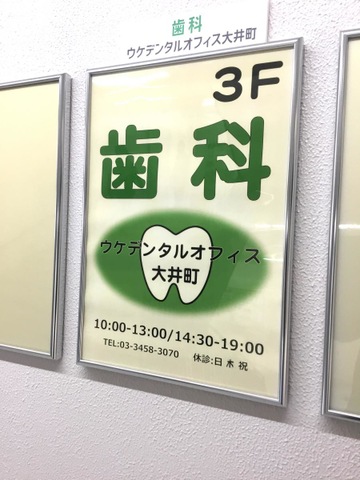 歯科
ウケデンタルオフィス大井町
3F
歯科
ウケデンタルオフィス
大井町
10:00-13:00/14:30-19:00
TEL:03-3458-3070 休診:日 木 祝